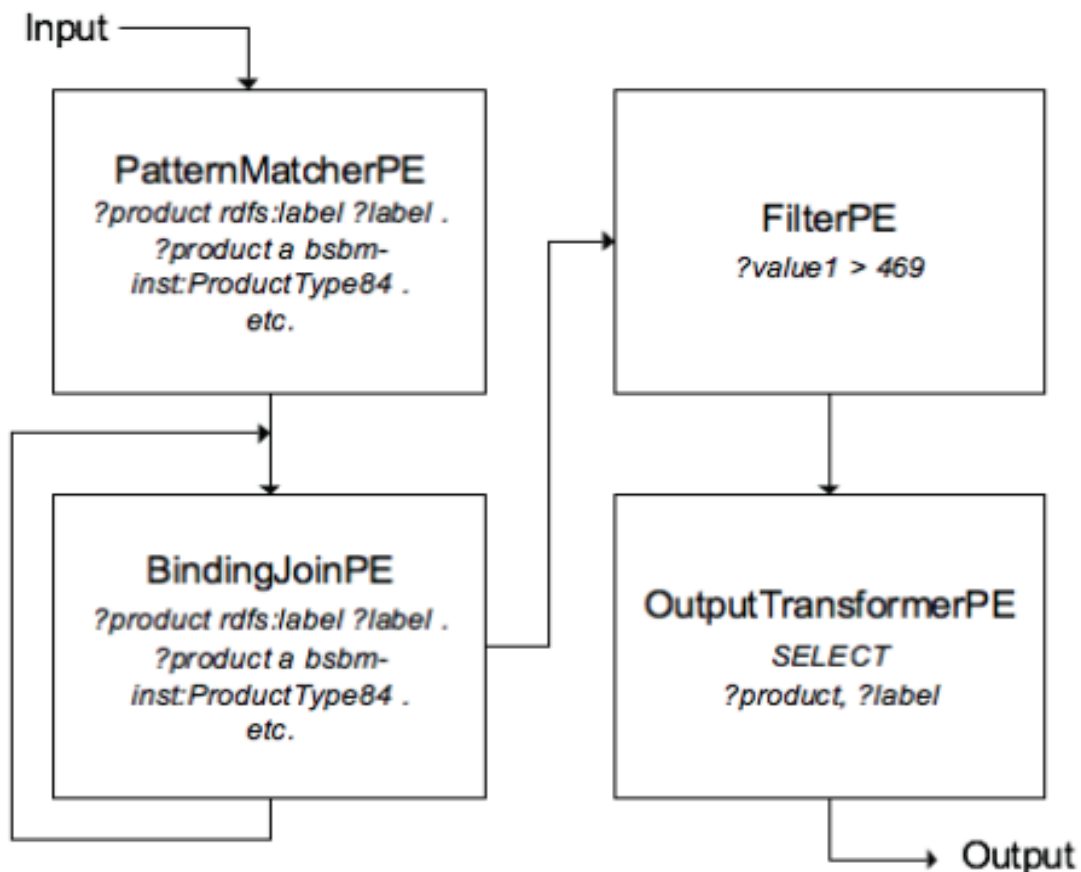 Input
PatternMatcherPE
?product rdfs:label ?label .
?product a bsbm-
inst:ProductType84 .
etc.
BindingJoinPE
?product rdfs:label ?label .
?product a bsbm-
inst:ProductType84 .
etc.
FilterPE
?value1 > 469
OutputTransformerPE
SELECT
?product, ?label
Output